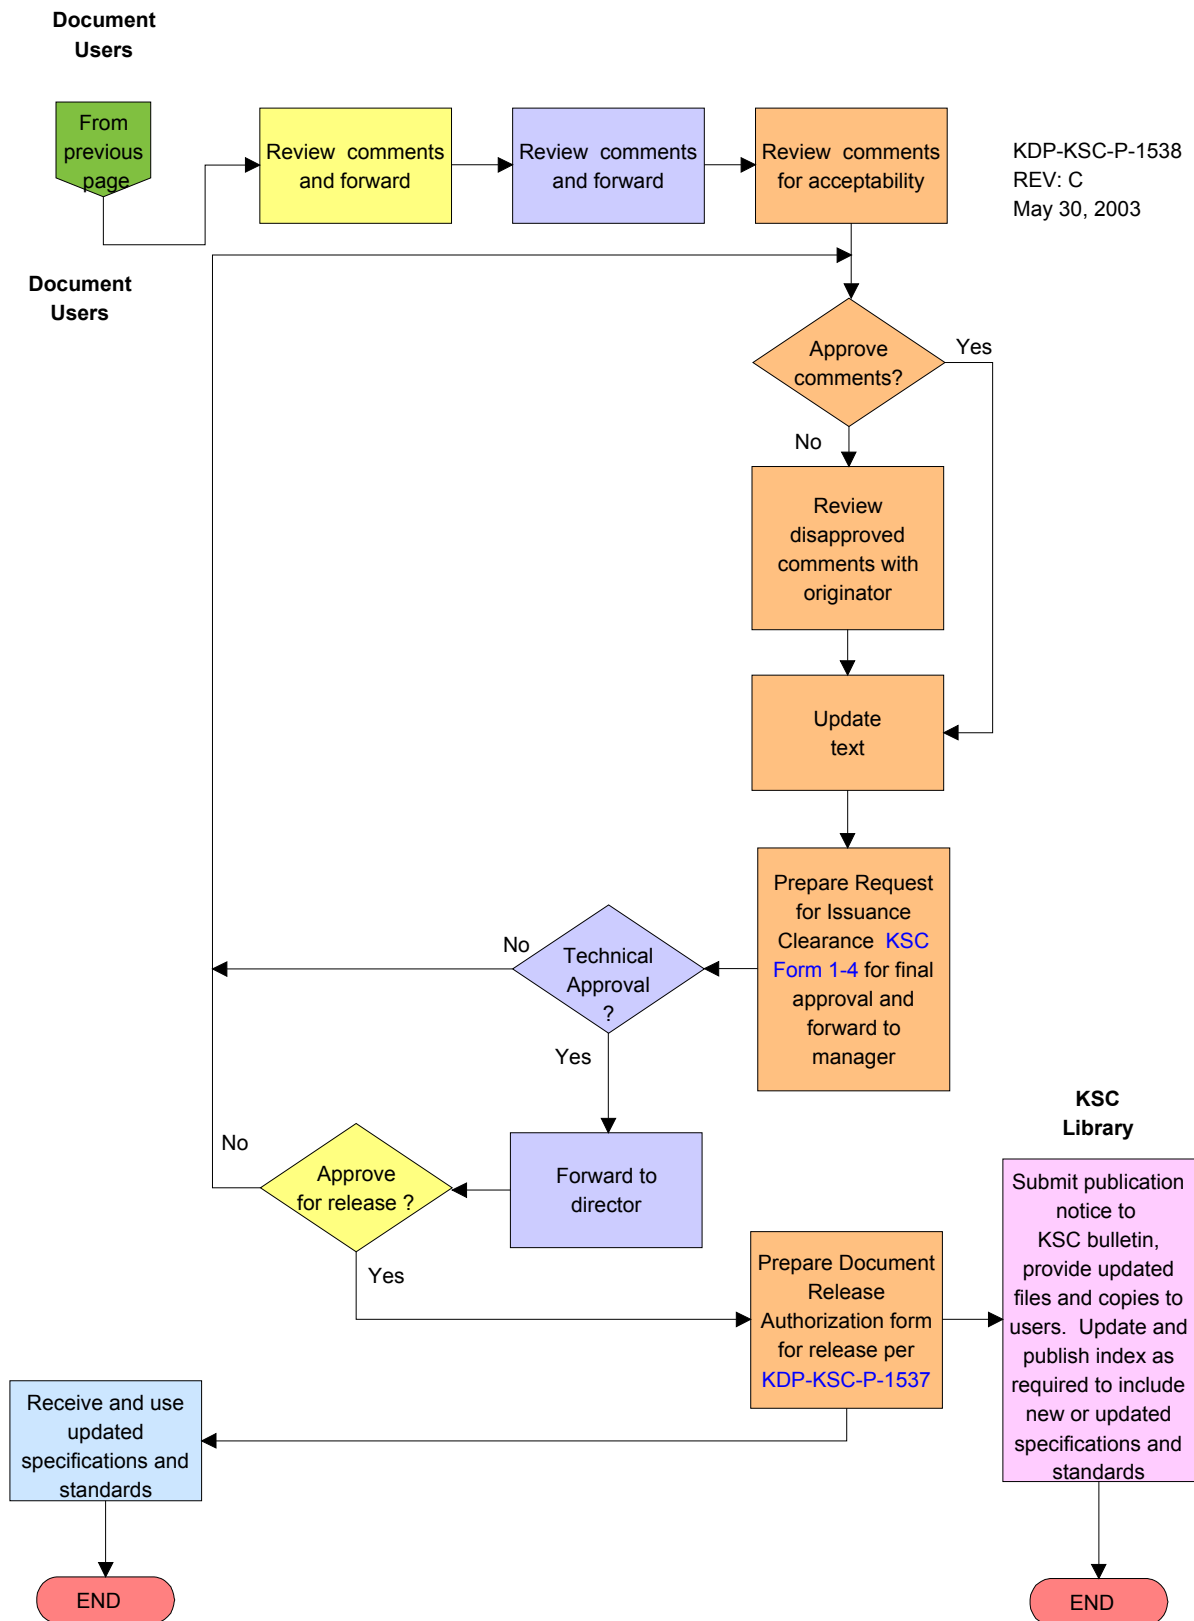 Document
Users
From
previous
page
Review comments
and forward
Review comments
and forward
Review comments
for acceptability
KDP-KSC-P-1538
REV: C
May 30, 2003
Document
Users
Approve
comments?
Yes
No
Review
disapproved
comments with
originator
Update
text
Prepare Request
for Issuance
Clearance KSC
Form 1-4 for final
approval and
forward to
manager
Technical
Approval
?
No
Yes
Forward to
director
Approve
for release ?
No
Yes
Prepare Document
Release
Authorization form
for release per
KDP-KSC-P-1537
KSC
Library
Submit publication
notice to
KSC bulletin,
provide updated
files and copies to
users. Update and
publish index as
required to include
new or updated
specifications and
standards
Receive and use
updated
specifications and
standards
END
END